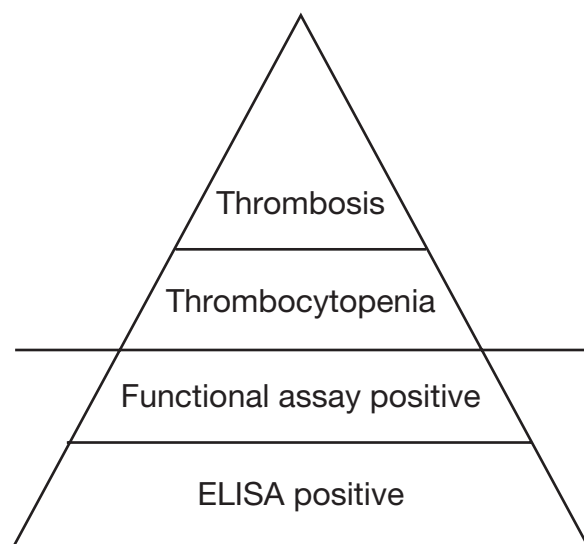 Thrombosis
Thrombocytopenia
Functional assay positive
ELISA positive